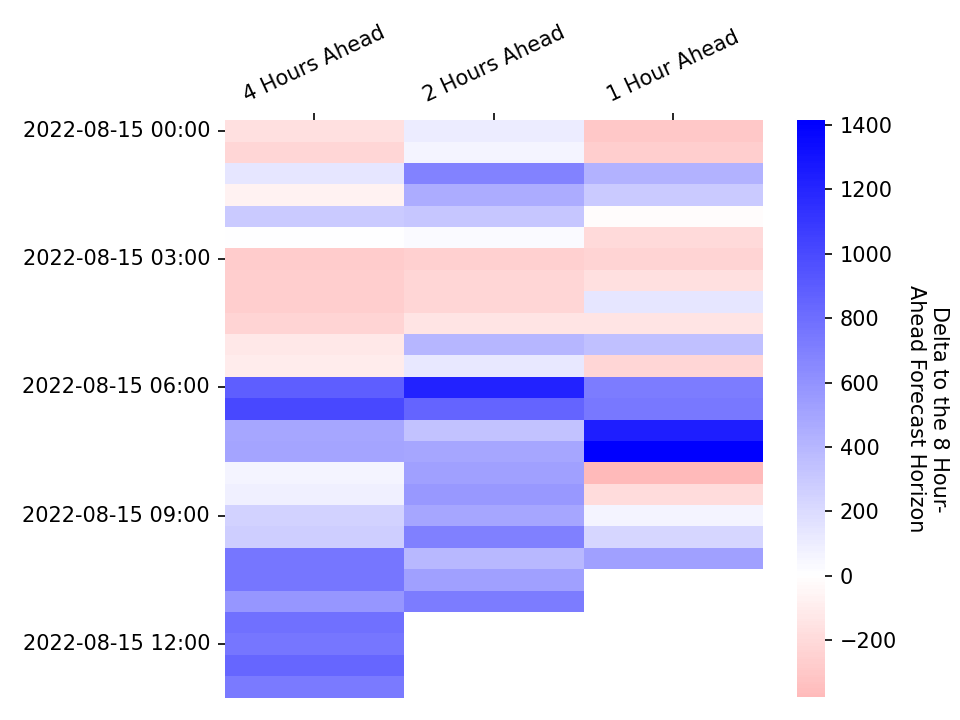 4 Hours Ahead
2 Hours Ahead
1 Hour Ahead
2022-08-15 00:00
2022-08-15 03:00
2022-08-15 06:00
2022-08-15 09:00
2022-08-15 12:00
1400
1200
1000
800
600
400
200
0
−200
Delta to the 8 Hour-
Ahead Forecast Horizon